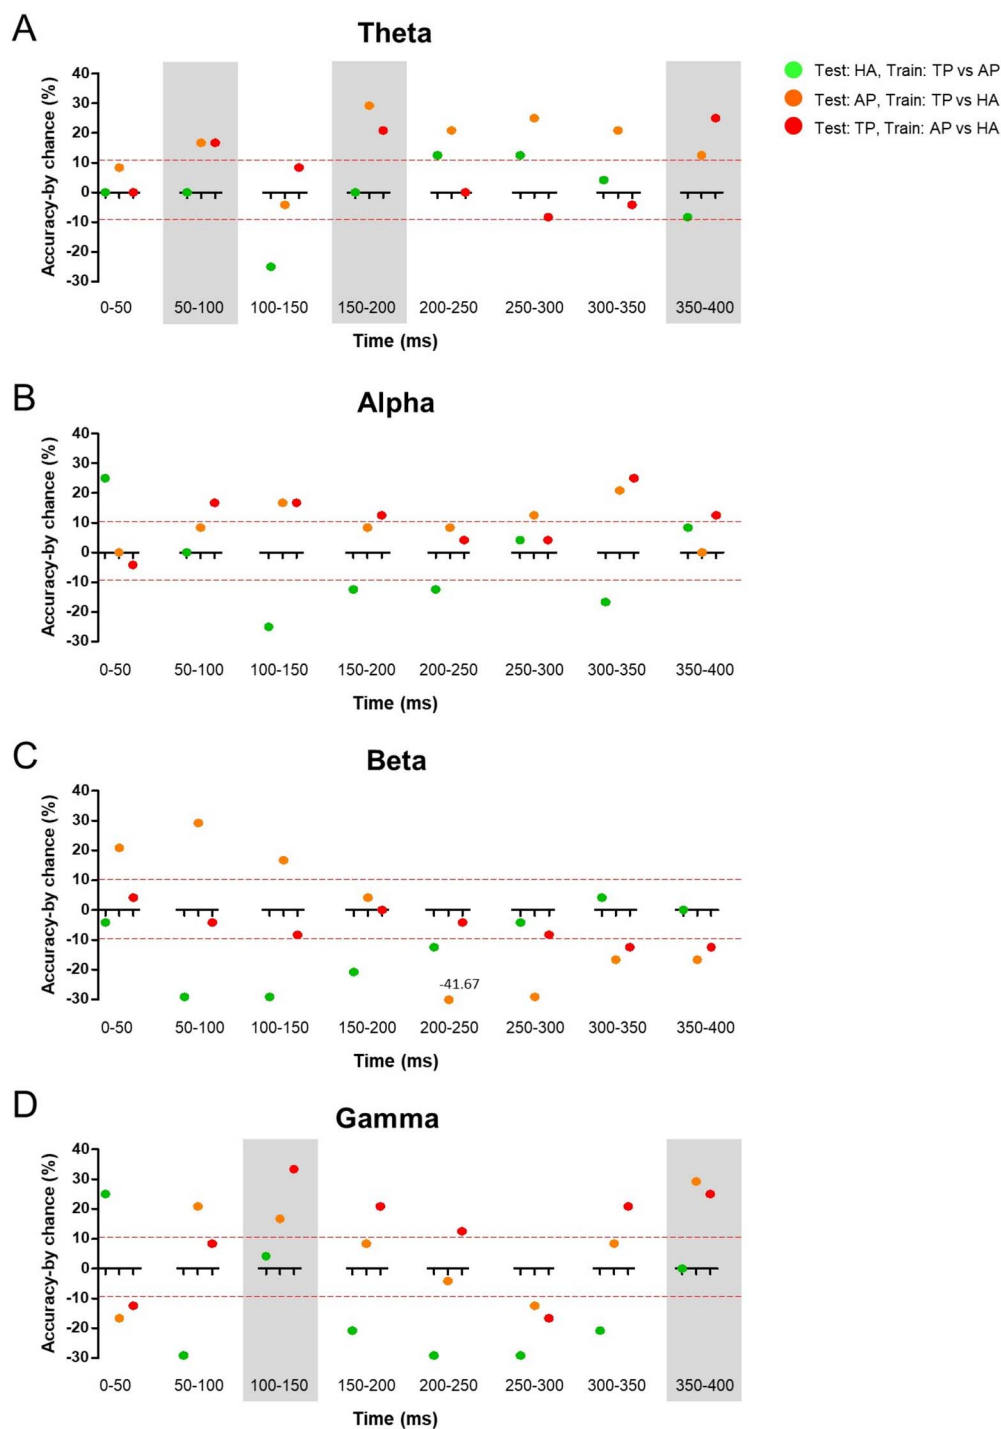 A
Theta
Test: HA, Train: TP vs AP
Test: AP, Train: TP vs HA
Test: TP, Train: AP vs HA
Accuracy-by chance (%)
40
30
20
10
0
-10
-20
-30
0-50 50-100 100-150 150-200 200-250 250-300 300-350 350-400
Time (ms)
B
Alpha
Accuracy-by chance (%)
40
30
20
10
0
-10
-20
-30
0-50 50-100 100-150 150-200 200-250 250-300 300-350 350-400
Time (ms)
C
Beta
Accuracy-by chance (%)
40
30
20
10
0
-10
-20
-30
-41.67
0-50 50-100 100-150 150-200 200-250 250-300 300-350 350-400
Time (ms)
D
Gamma
Accuracy-by chance (%)
40
30
20
10
0
-10
-20
-30
0-50 50-100 100-150 150-200 200-250 250-300 300-350 350-400
Time (ms)